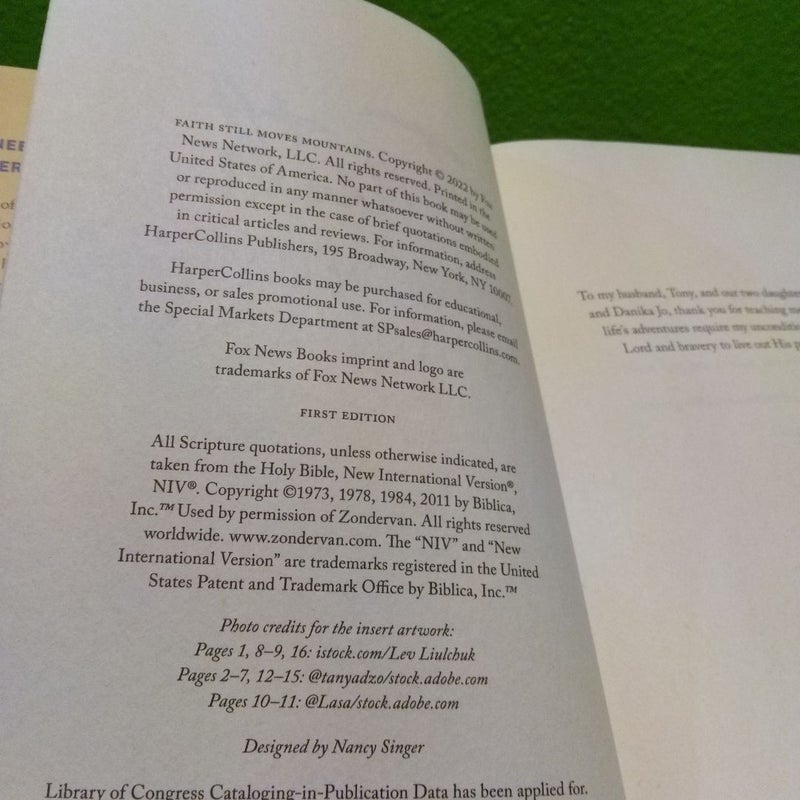 NEE
ER
of
FAITH STILL MOVES MOUNTAINS. Copyright © 2022 by Fox
News Network, LLC. All rights reserved. Printed in the
United States of America. No part of this book may be used
or reproduced in any manner whatsoever without written
permission except in the case of brief quotations embodied
in critical articles and reviews. For information, address
HarperCollins Publishers, 195 Broadway, New York, NY 10007.
HarperCollins books may be purchased for educational,
business, or sales promotional use. For information, please email
the Special Markets Department at SPsales@harpercollins.com.
Fox News Books imprint and logo are
trademarks of Fox News Network LLC.
FIRST EDITION
All Scripture quotations, unless otherwise indicated, are
taken from the Holy Bible, New International Version®,
NIV®. Copyright ©1973, 1978, 1984, 2011 by Biblica,
Inc.™ Used by permission of Zondervan. All rights reserved
worldwide. www.zondervan.com. The “NIV” and “New
International Version” are trademarks registered in the United
States Patent and Trademark Office by Biblica, Inc.™
Photo credits for the insert artwork:
Pages 1, 8–9, 16: istock.com/Lev Liulchuk
Pages 2–7, 12–15: @tanyadzo/stock.adobe.com
Pages 10–11: @Lasa/stock.adobe.com
Designed by Nancy Singer
Library of Congress Cataloging-in-Publication Data has been applied for.
To my husband, Tony, and our two daughter
and Danika Jo, thank you for teaching me
life's adventures require my uncondition
Lord and bravery to live out His p